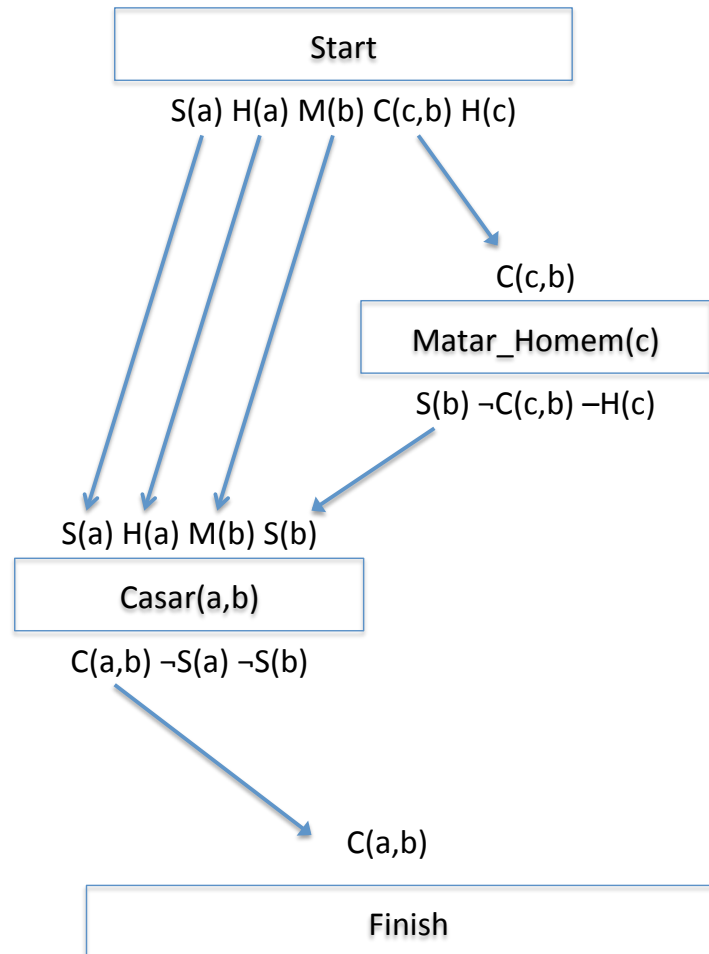 Start
S(a) H(a) M(b) C(c,b) H(c)
C(c,b)
Matar_Homem(c)
S(b) ¬C(c,b) –H(c)
S(a) H(a) M(b) S(b)
Casar(a,b)
C(a,b) ¬S(a) ¬S(b)
C(a,b)
Finish